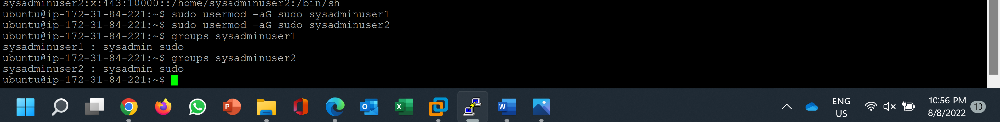 sysadminuser2:x:443:10000::/home/sysadminuser2:/bin/sh
ubuntu@ip-172-31-84-221:~$ sudo usermod -aG sudo sysadminuser1
ubuntu@ip-172-31-84-221:~$ sudo usermod -aG sudo sysadminuser2
ubuntu@ip-172-31-84-221:~$ groups sysadminuser1
sysadminuser1 : sysadmin sudo
ubuntu@ip-172-31-84-221:~$ groups sysadminuser2
sysadminuser2 : sysadmin sudo
ubuntu@ip-172-31-84-221:~$
P
O
X
W
ENG
US
10:56 PM
8/8/2022
10